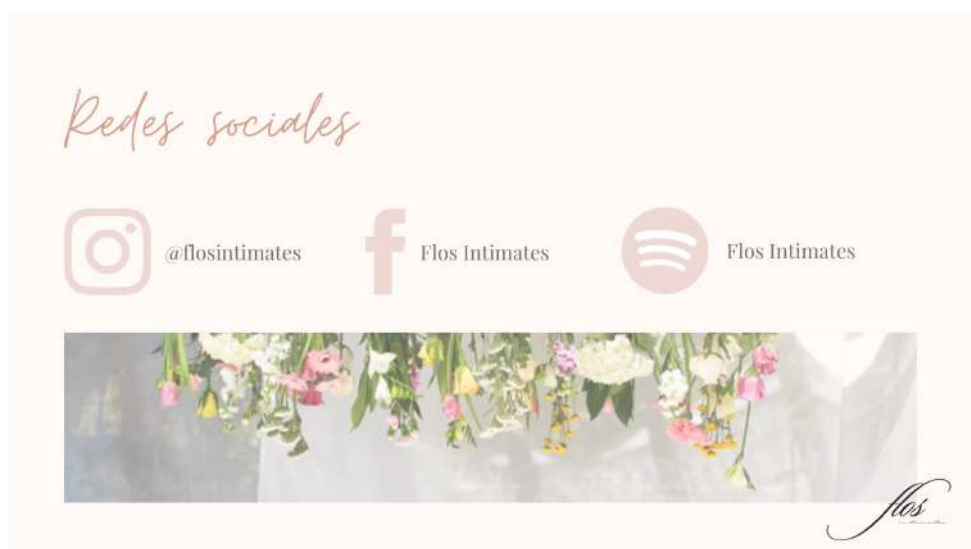 Redes sociales
@flosintimates
Flos Intimates
Flos Intimates
flos